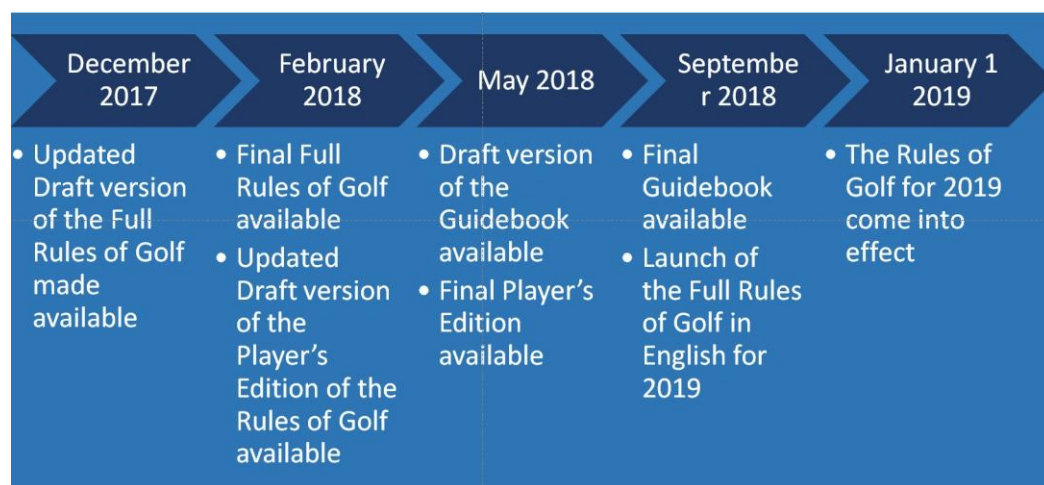 December
2017
• Updated
Draft version
of the Full
Rules of Golf
made
available
February
2018
• Final Full
Rules of Golf
available
• Updated
Draft version
of the
Player’s
Edition of the
Rules of Golf
available
May 2018
• Draft version
of the
Guidebook
available
• Final Player’s
Edition
available
Septembe
r 2018
• Final
Guidebook
available
• Launch of
the Full Rules
of Golf in
English for
2019
January 1
2019
• The Rules of
Golf for 2019
come into
effect